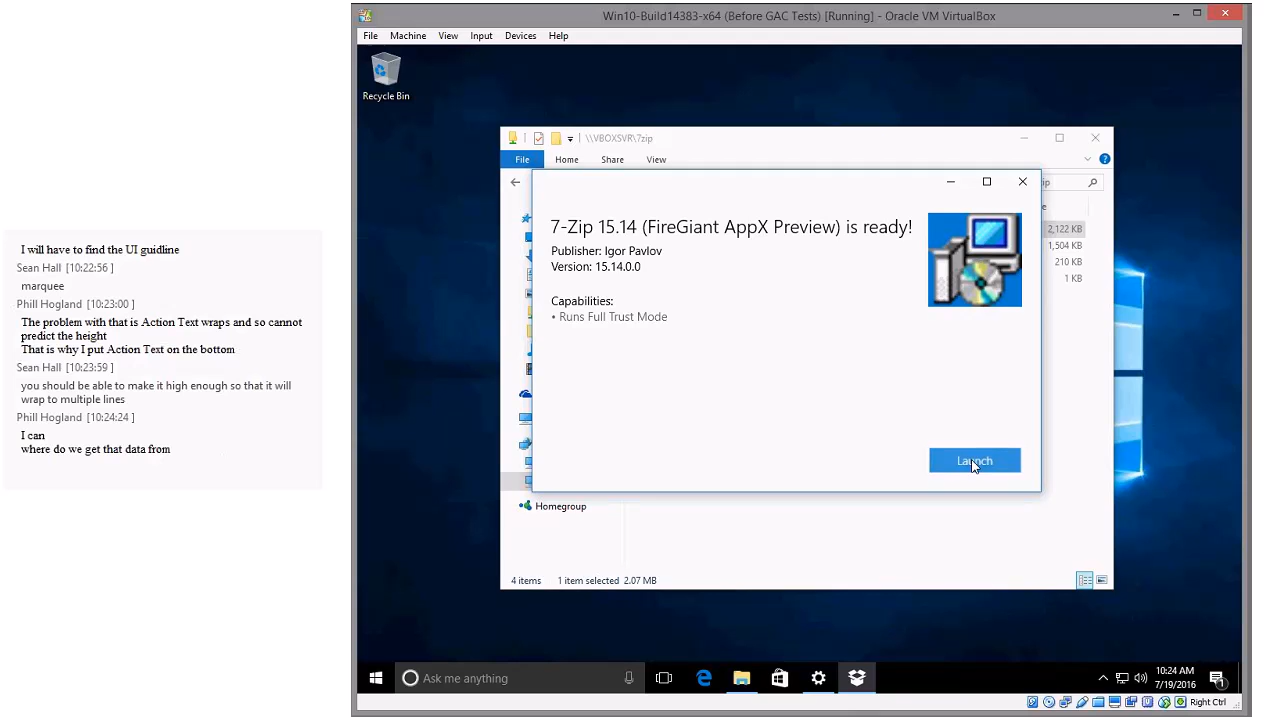 I will have to find the UI guidline
Sean Hall [10:22:56 ]
marquee
Phill Hogland [10:23:00 ]
The problem with that is Action Text wraps and so cannot
predict the height
That is why I put Action Text on the bottom
Sean Hall [10:23:59 ]
you should be able to make it high enough so that it will
wrap to multiple lines
Phill Hogland [10:24:24 ]
I can
where do we get that data from
Win10-Build14383-x64 (Before GAC Tests) [Running] - Oracle VM VirtualBox
File Machine View Input Devices Help
Recycle Bin
\\VBOXSVR\7zip
File Home Share View
7-Zip 15.14 (FireGiant AppX Preview) is ready!
Publisher: Igor Pavlov
Version: 15.14.0.0
Capabilities:
• Runs Full Trust Mode
Launch
2,122 KB
1,504 KB
210 KB
1 KB
Homegroup
4 items 1 item selected 2.07 MB
Ask me anything
10:24 AM
7/19/2016
1
Right Ctrl